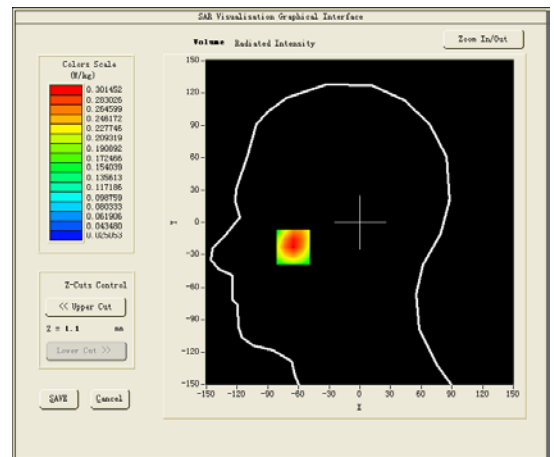 SAR Visualisation Graphical Interface
Volume Radiated Intensity
Zoom In/Out
Colors Scale
(W/kg)
0.301452
0.283026
0.264599
0.246172
0.227746
0.209319
0.190892
0.172466
0.154039
0.135613
0.117186
0.098759
0.080333
0.061906
0.043480
0.025053
Z-Cuts Control
<< Upper Cut
Z = 1.1 mm
Lower Cut >>
SAVE Cancel
150
120
90
60
30
0
-30
-60
-90
-120
-150
Y
-150 -120 -90 -60 -30 0 30 60 90 120 150
X